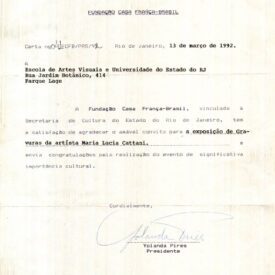 FUNDAÇÃO CASA FRANÇA-BRASIL
Rio de Janeiro, 13 de março de 1992.
À
Escola de Artes Visuais e Universidade do Estado do RJ
Rua Jardim Botânico, 414
Parque Lage
A Fundação Casa França-Brasil, vinculada à
Secretaria de Cultura do Estado do Rio de Janeiro, tem
a satisfação de agradecer o amável convite para a exposição de Gra-
vuras da artista Maria Lucia Cattani, e
envia congratulações pela realização do evento de significativa
importância cultural.
Cordialmente,
Yolanda Pires
Yolanda Pires
Presidente